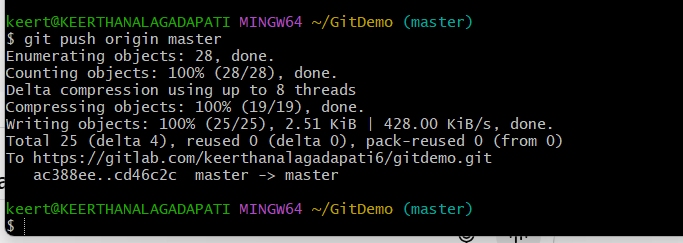 keert@KEERTHANALAGADAPATI MINGW64 ~/GitDemo (master)
$ git push origin master
Enumerating objects: 28, done.
Counting objects: 100% (28/28), done.
Delta compression using up to 8 threads
Compressing objects: 100% (19/19), done.
Writing objects: 100% (25/25), 2.51 KiB | 428.00 KiB/s, done.
Total 25 (delta 4), reused 0 (delta 0), pack-reused 0 (from 0)
To https://gitlab.com/keerthanalagadapati6/gitdemo.git
   ac388ee..cd46c2c  master -> master
keert@KEERTHANALAGADAPATI MINGW64 ~/GitDemo (master)
$